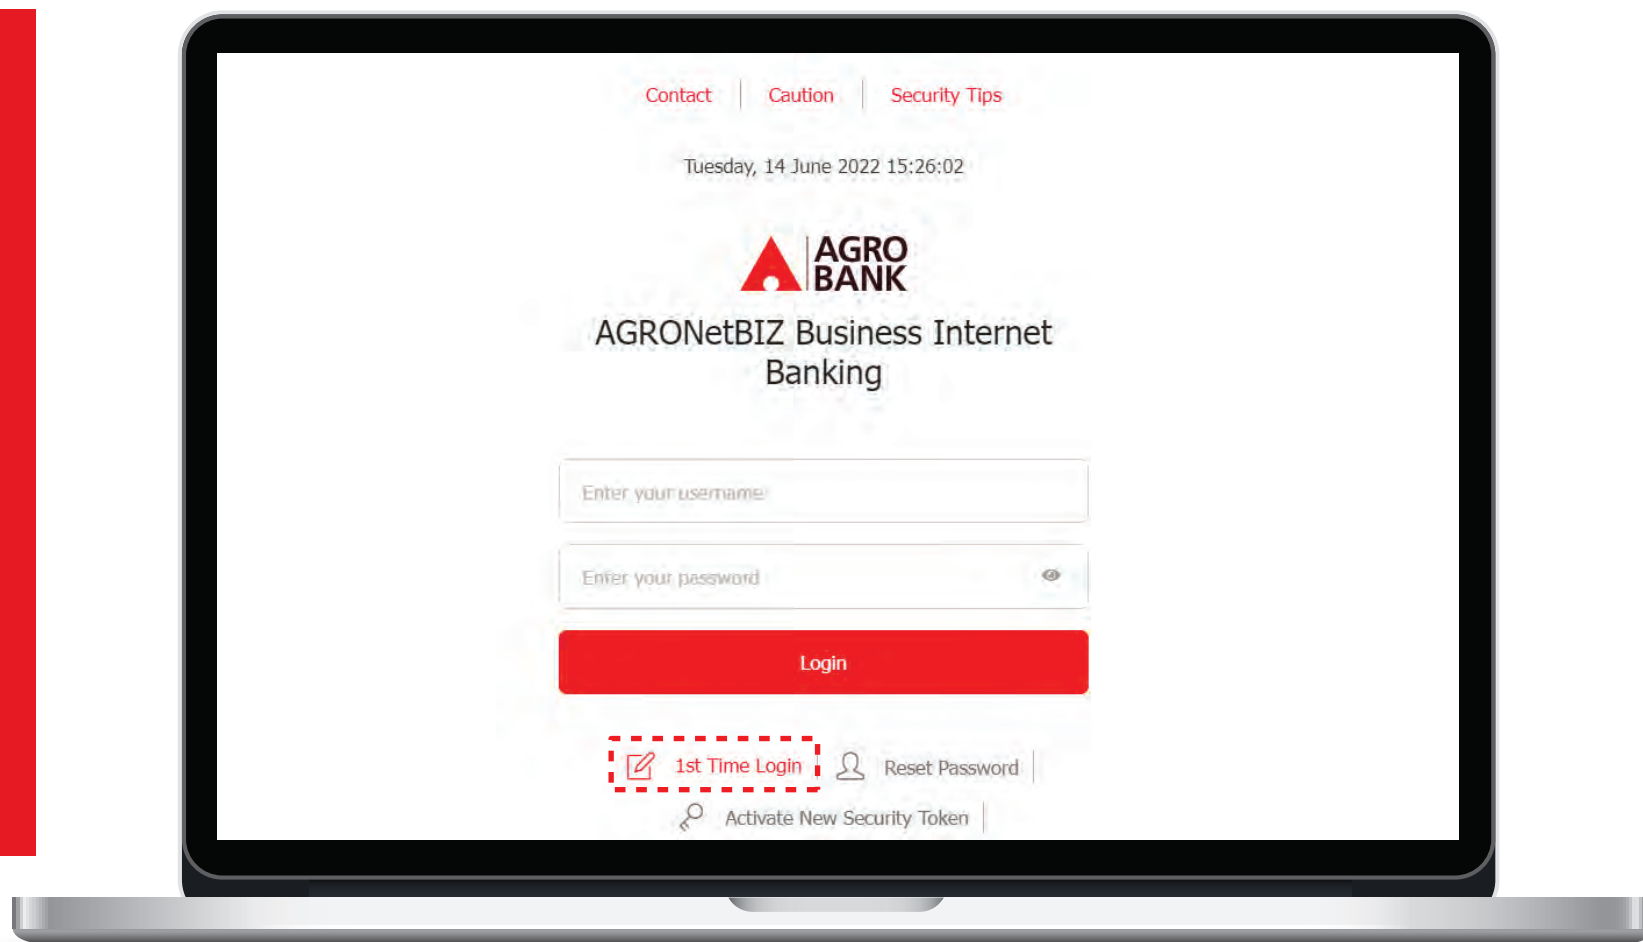 Contact
Caution
Security Tips
Tuesday, 14 June 2022 15:26:02
AGRO
BANK
AGRONetBIZ Business Internet
Banking
Enter your username
Enter your password
Login
1st Time Login
Reset Password
Activate New Security Token